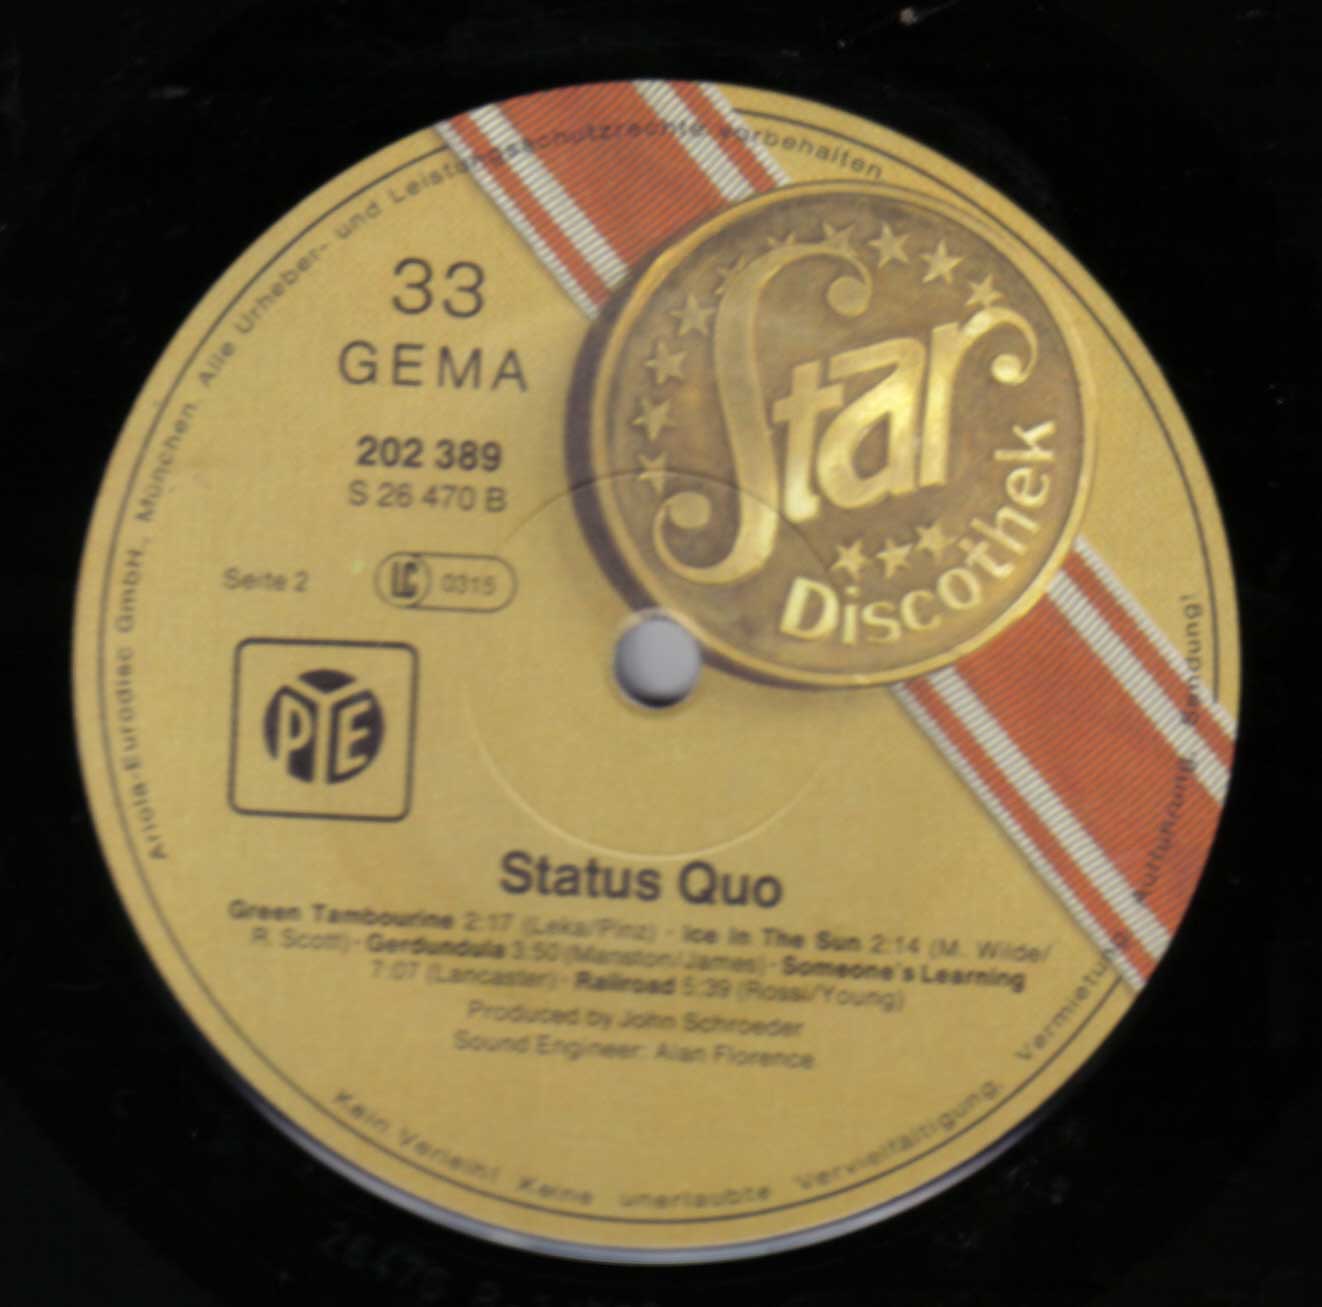 Ariola-Eurodisc GmbH., München. Alle Urheber- und Leistungsschutzrechte vorbehalten
Kein Verleih! Keine unerlaubte Vervielfältigung, Vermietung, Aufführung, Sendung!
33
GEMA
202 389
S 26 470 B
Seite 2
LC 0315
PYE
Star
Discothek
Status Quo
Green Tambourine 2:17 (Leka/Pinz) · Ice In The Sun 2:14 (M. Wilde/
R. Scott) · Gerdundula 3:50 (Manston/James) · Someone's Learning
7:07 (Lancaster) · Railroad 5:39 (Rossi/Young)
Produced by John Schroeder
Sound Engineer: Alan Florence